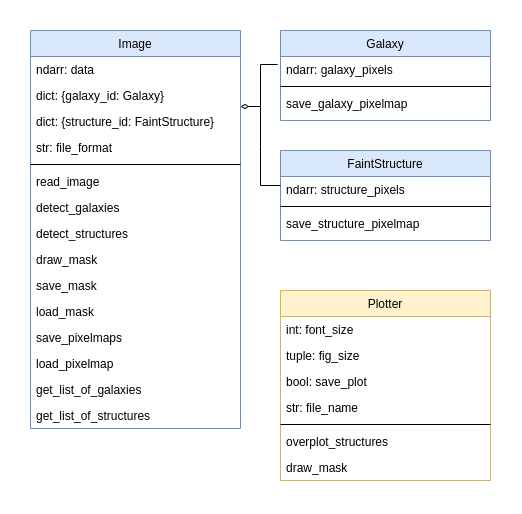 Image
ndarr: data
dict: {galaxy_id: Galaxy}
dict: {structure_id: FaintStructure}
str: file_format
read_image
detect_galaxies
detect_structures
draw_mask
save_mask
load_mask
save_pixelmaps
load_pixelmap
get_list_of_galaxies
get_list_of_structures
Galaxy
ndarr: galaxy_pixels
save_galaxy_pixelmap
FaintStructure
ndarr: structure_pixels
save_structure_pixelmap
Plotter
int: font_size
tuple: fig_size
bool: save_plot
str: file_name
overplot_structures
draw_mask